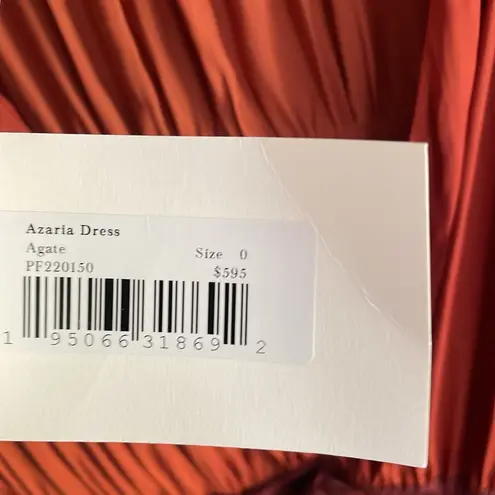 Azaria Dress
Agate Size 0
PF220150 $595
1 95066 31869 2